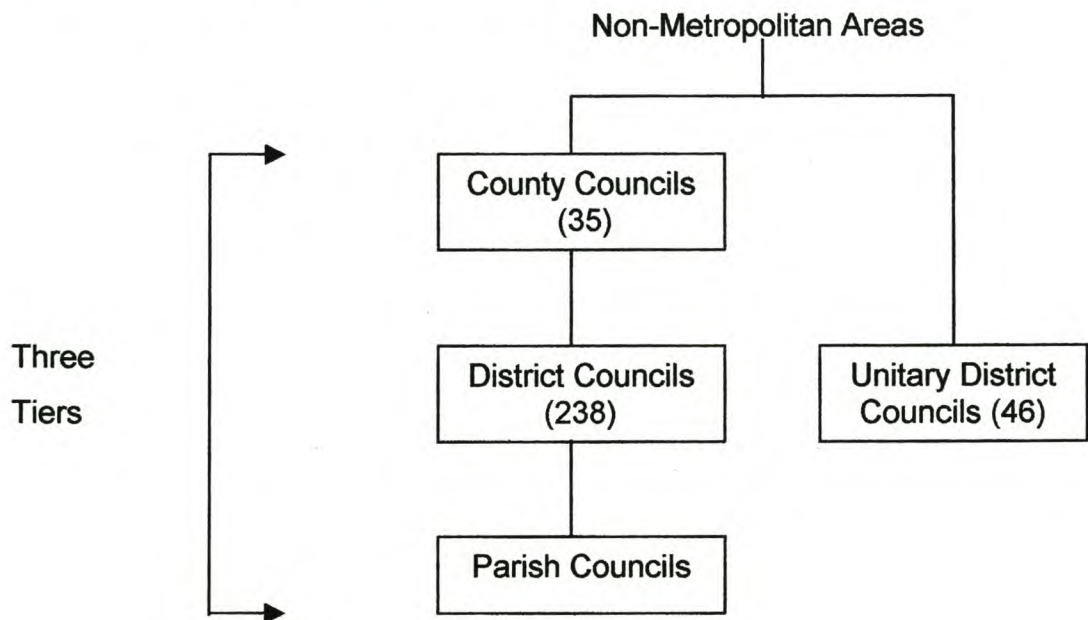 Non-Metropolitan Areas
County Councils
(35)
Three
Tiers
District Councils
(238)
Unitary District
Councils (46)
Parish Councils